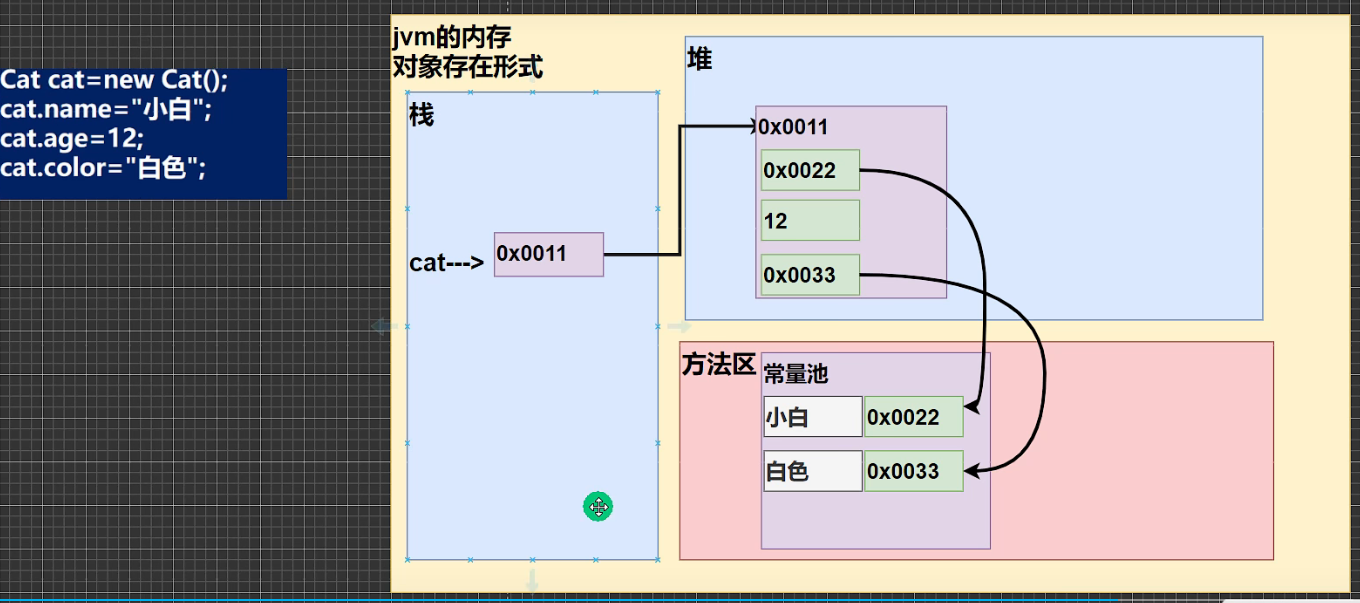 Cat cat=new Cat();
cat.name="小白";
cat.age=12;
cat.color="白色";
jvm的内存
对象存在形式
栈
cat--->
0x0011
堆
0x0011
0x0022
12
0x0033
方法区
常量池
小白
0x0022
白色
0x0033